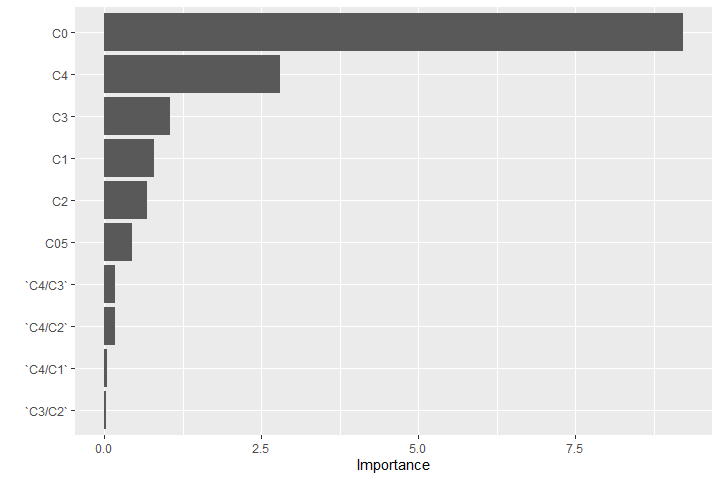 C0
C4
C3
C1
C2
C05
`C4/C3`
`C4/C2`
`C4/C1`
`C3/C2`
0.0 2.5 5.0 7.5
Importance